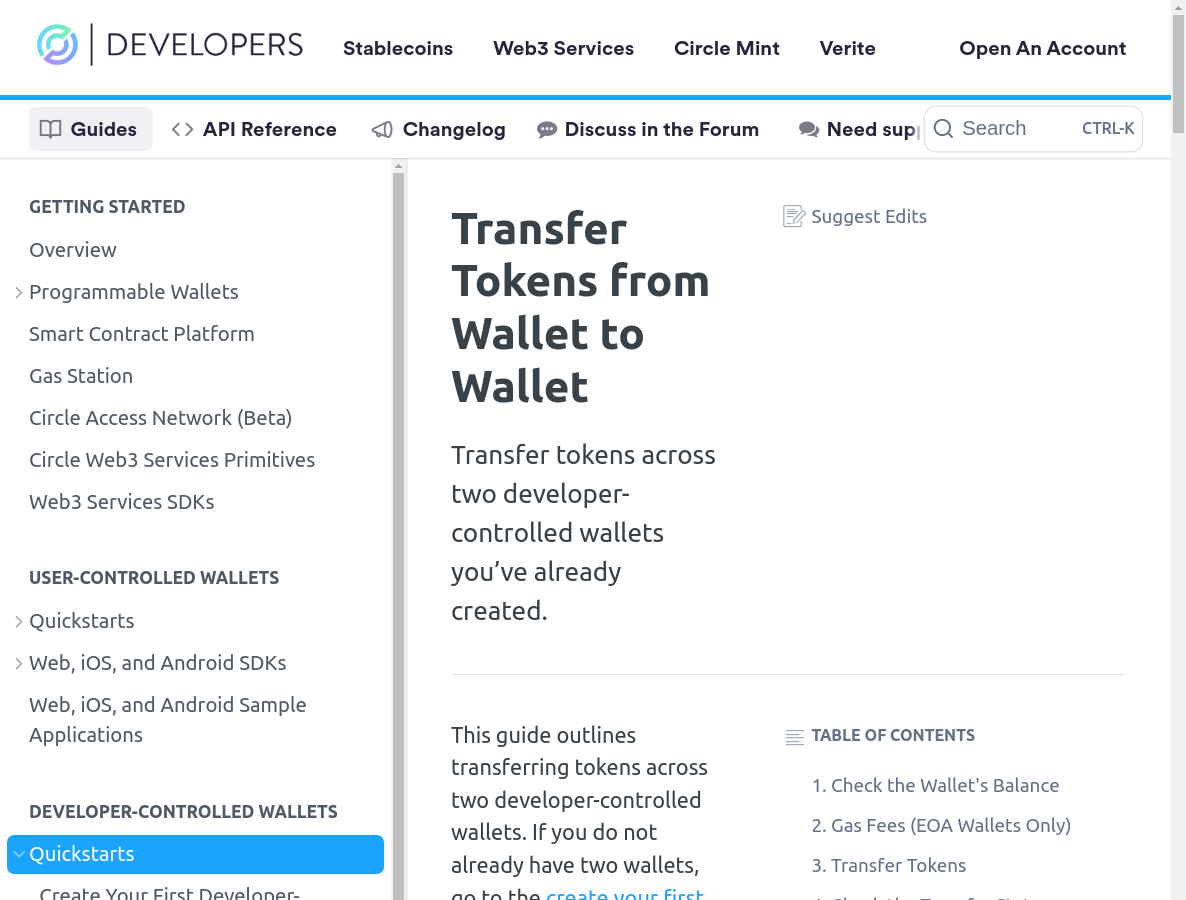 DEVELOPERS
Stablecoins
Web3 Services
Circle Mint
Verite
Open An Account
Guides
API Reference
Changelog
Discuss in the Forum
Need sup
Search
CTRL-K
GETTING STARTED
Overview
Programmable Wallets
Smart Contract Platform
Gas Station
Circle Access Network (Beta)
Circle Web3 Services Primitives
Web3 Services SDKs
USER-CONTROLLED WALLETS
Quickstarts
Web, iOS, and Android SDKs
Web, iOS, and Android Sample
Applications
DEVELOPER-CONTROLLED WALLETS
Quickstarts
Create Your First Developer-
Transfer
Tokens from
Wallet to
Wallet
Transfer tokens across
two developer-
controlled wallets
you’ve already
created.
Suggest Edits
This guide outlines
transferring tokens across
two developer-controlled
wallets. If you do not
already have two wallets,
go to the create your first
TABLE OF CONTENTS
1. Check the Wallet's Balance
2. Gas Fees (EOA Wallets Only)
3. Transfer Tokens